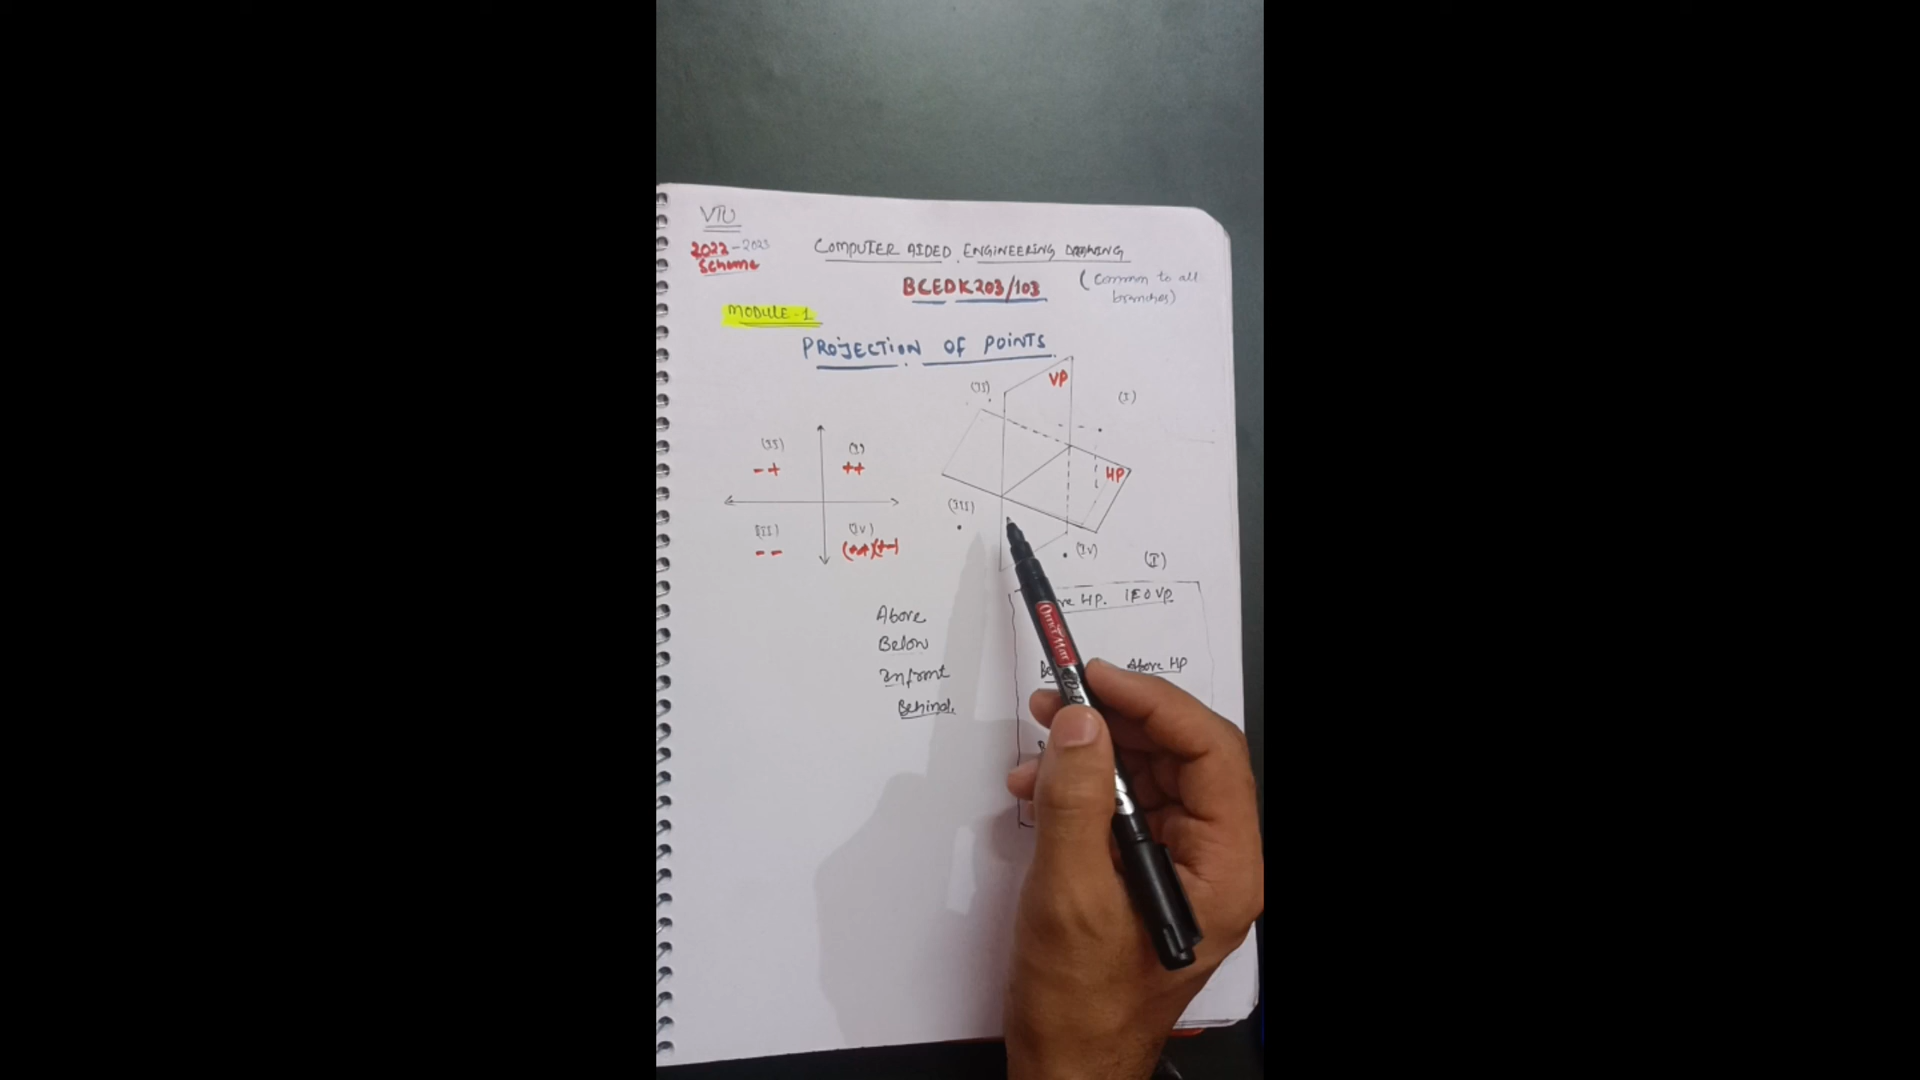 VTU
2022-2023
Scheme
COMPUTER AIDED ENGINEERING DRAWING
BCEDK203/103
(Common to all
branches)
MODULE-1
PROJECTION OF POINTS
VP
(II)
(I)
HP
(III)
(IV)
(II)
-+
(I)
++
(III)
--
(IV)
(+-)
(I)
HP. IFO VP
Above
Below
Infront
Behind.
Above HP